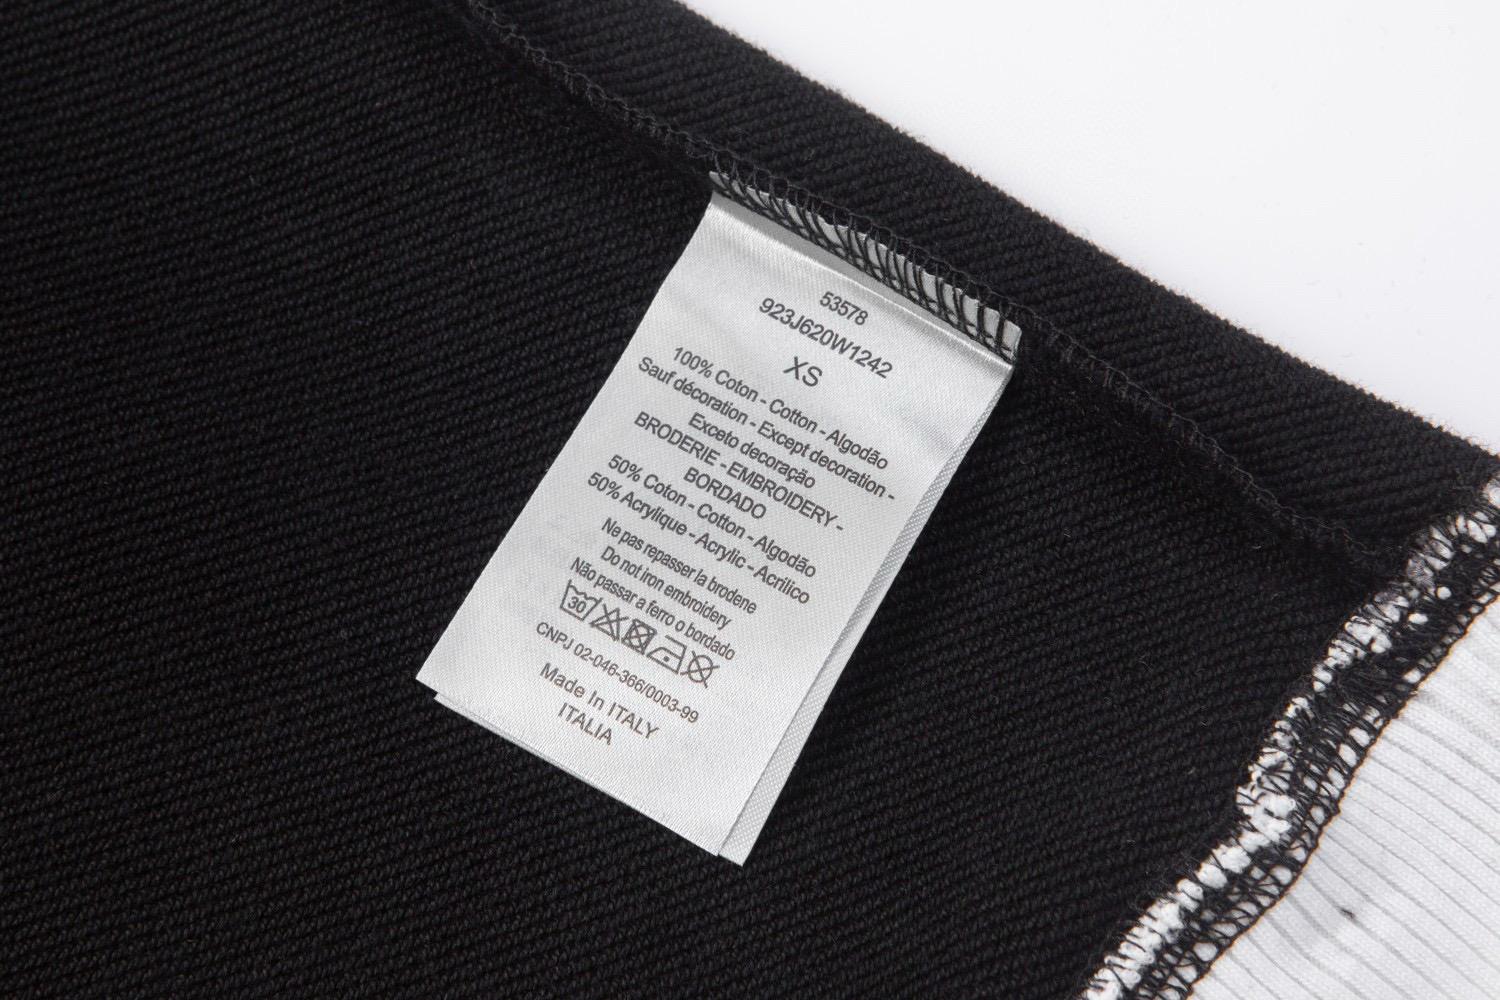 53578
923J620W1242
XS
100% Coton - Cotton - Algodão
Sauf décoration - Except decoration -
Exceto decoração
BRODERIE -EMBROIDERY -
BORDADO
50% Coton - Cotton - Algodão
50% Acrylique - Acrylic - Acrílico
Ne pas repasser la brodene
Do not iron embroidery
Não passar a ferro o bordado
30
CNPJ 02-046-366/0003-99
Made In ITALY
ITALIA